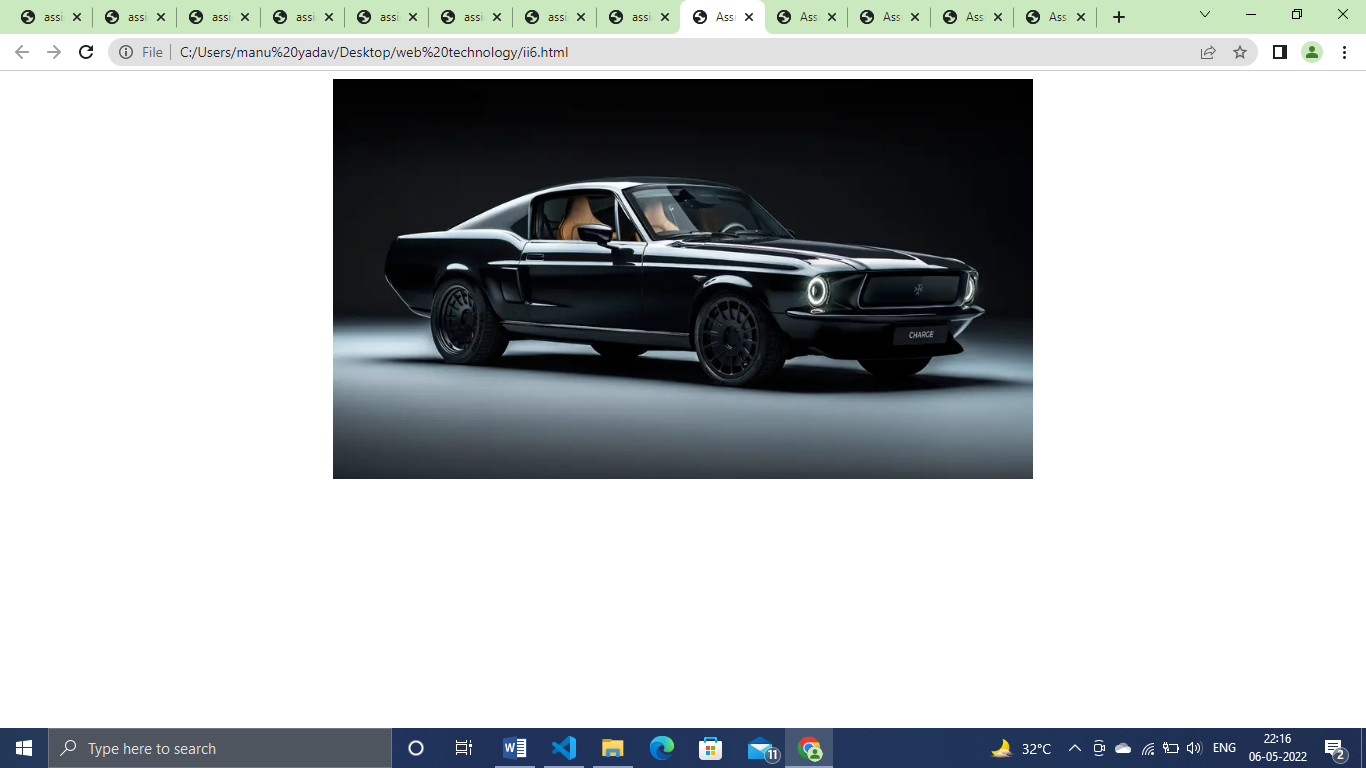 assi assi assi assi assi assi assi assi Assi Ass Ass Ass Ass
File C:/Users/manu%20yadav/Desktop/web%20technology/ii6.html
CHARGE
Type here to search
11
32°C
ENG
22:16
06-05-2022
2